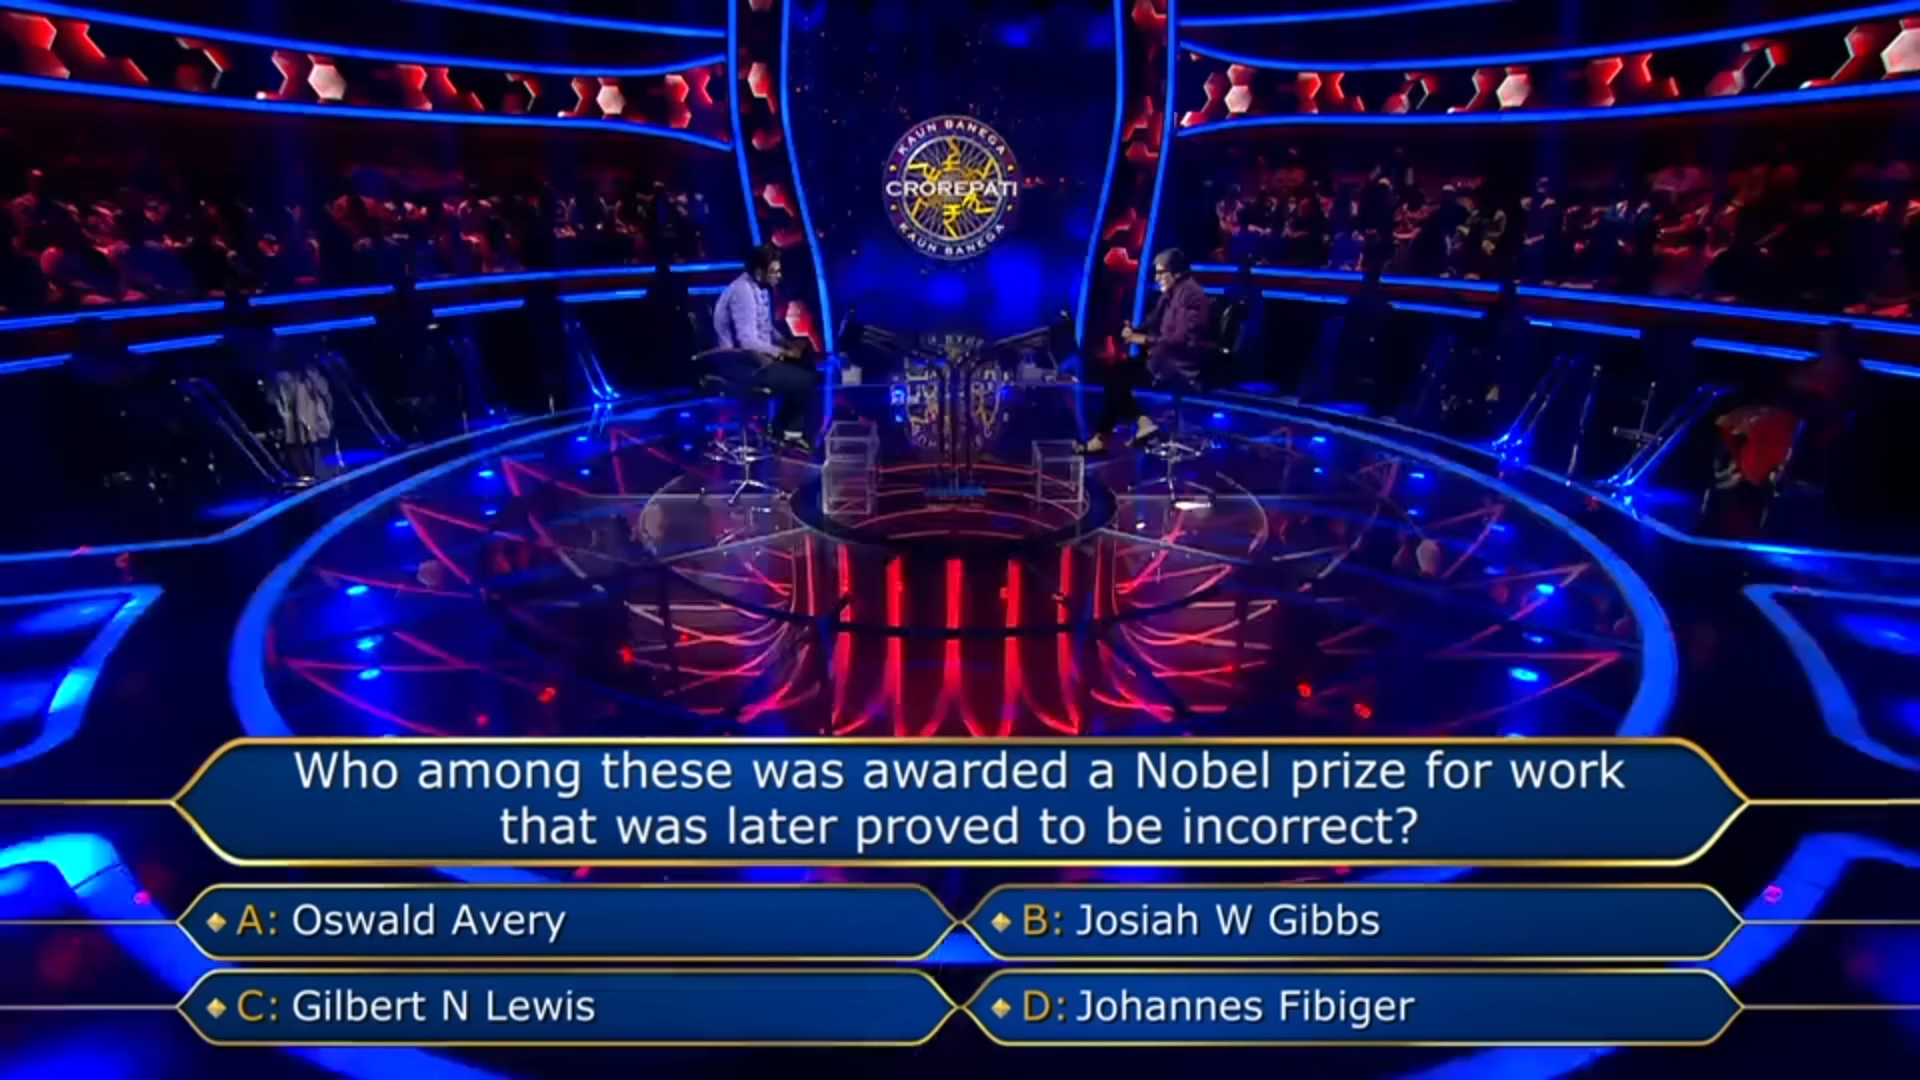 KAUN BANEGA
CROREPATI
KAUN BANEGA
Who among these was awarded a Nobel prize for work
that was later proved to be incorrect?
A: Oswald Avery
B: Josiah W Gibbs
C: Gilbert N Lewis
D: Johannes Fibiger